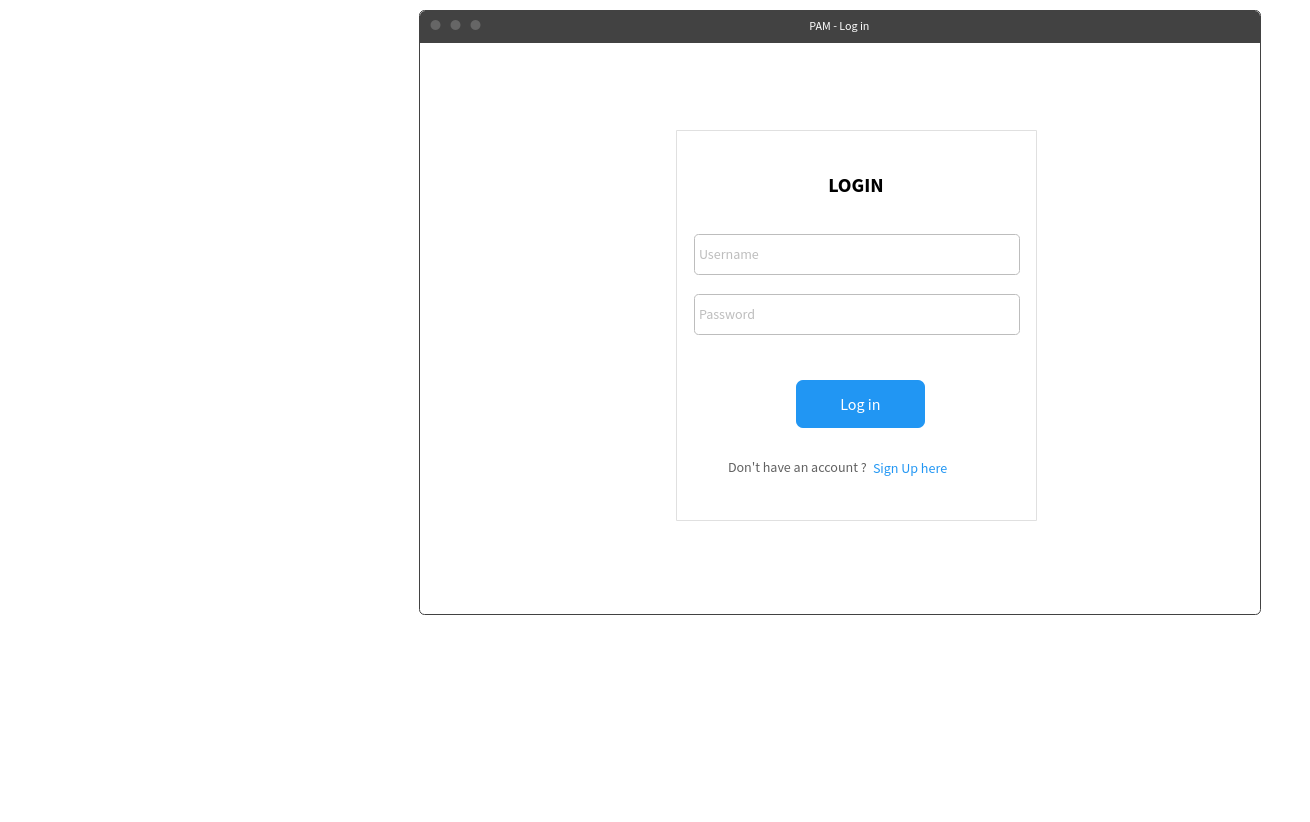 PAM - Log in
LOGIN
Username
Password
Log in
Don't have an account ? Sign Up here